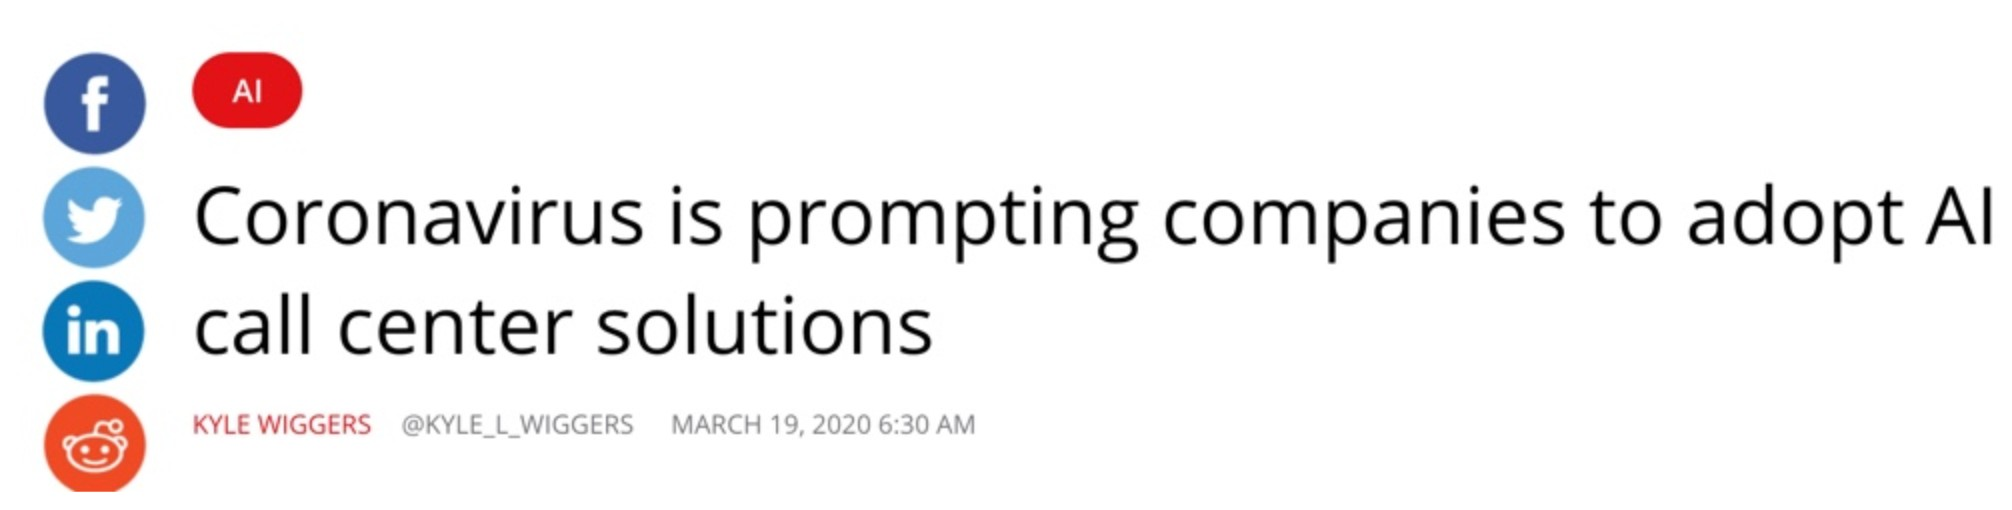 AI
Coronavirus is prompting companies to adopt AI
call center solutions
KYLE WIGGERS @KYLE_L_WIGGERS MARCH 19, 2020 6:30 AM
f
in